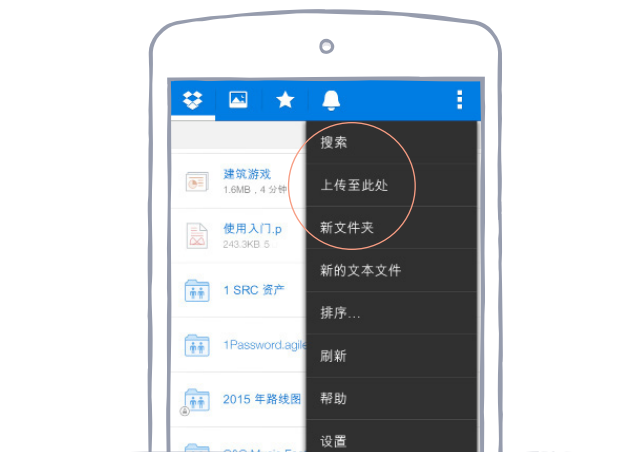 搜索
建筑游戏
1.6MB，4 分钟
上传至此处
使用入门.p
243.3KB 5
新文件夹
新的文本文件
1 SRC 资产
排序...
1Password.agile
刷新
2015 年路线图
帮助
设置